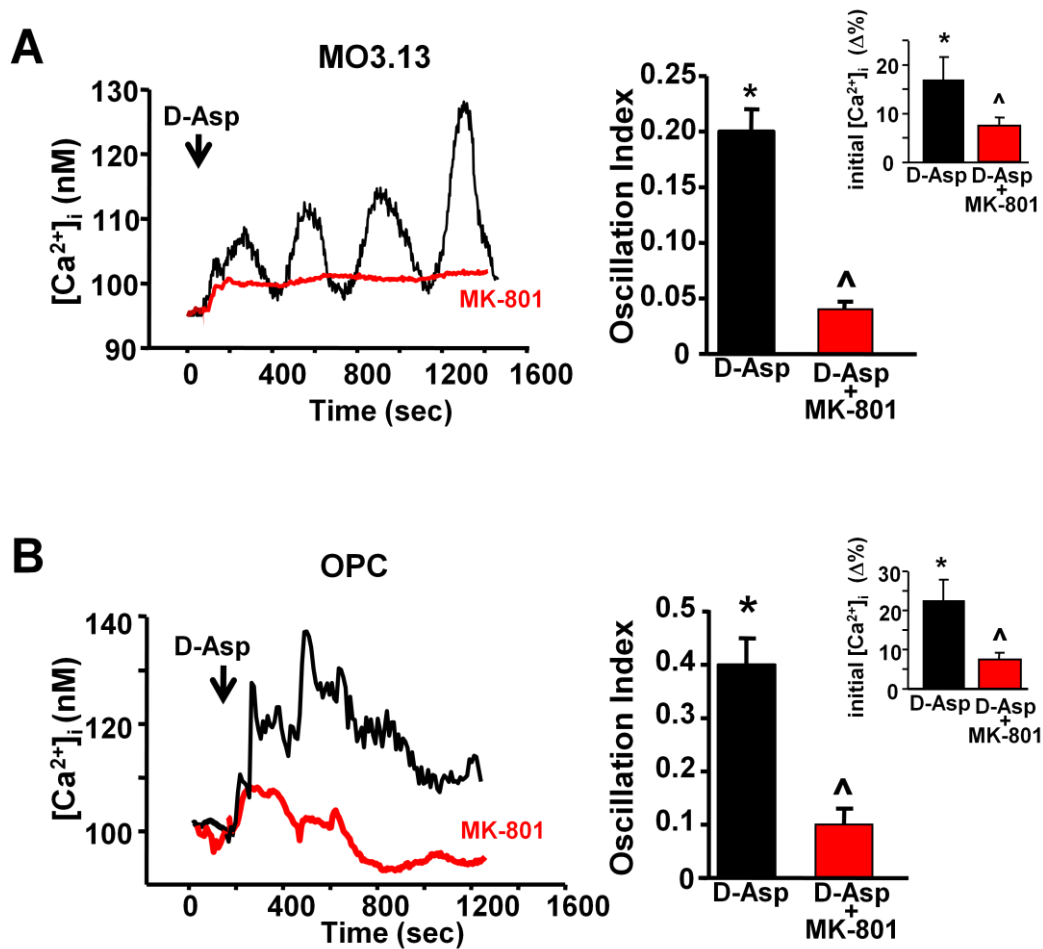 A
MO3.13
[Ca²⁺]ᵢ (nM)
130
120
110
100
90
D-Asp
MK-801
0 400 800 1200 1600
Time (sec)
Oscillation Index
0.25
0.20
0.15
0.10
0.05
0
*
^
D-Asp
D-Asp
+
MK-801
initial [Ca²⁺]ᵢ (Δ%)
20
10
0
*
^
D-Asp
D-Asp
+
MK-801
B
OPC
[Ca²⁺]ᵢ (nM)
140
120
100
D-Asp
MK-801
0 400 800 1200 1600
Time (sec)
Oscillation Index
0.5
0.4
0.3
0.2
0.1
0
*
^
D-Asp
D-Asp
+
MK-801
initial [Ca²⁺]ᵢ (Δ%)
30
20
10
0
*
^
D-Asp
D-Asp
+
MK-801